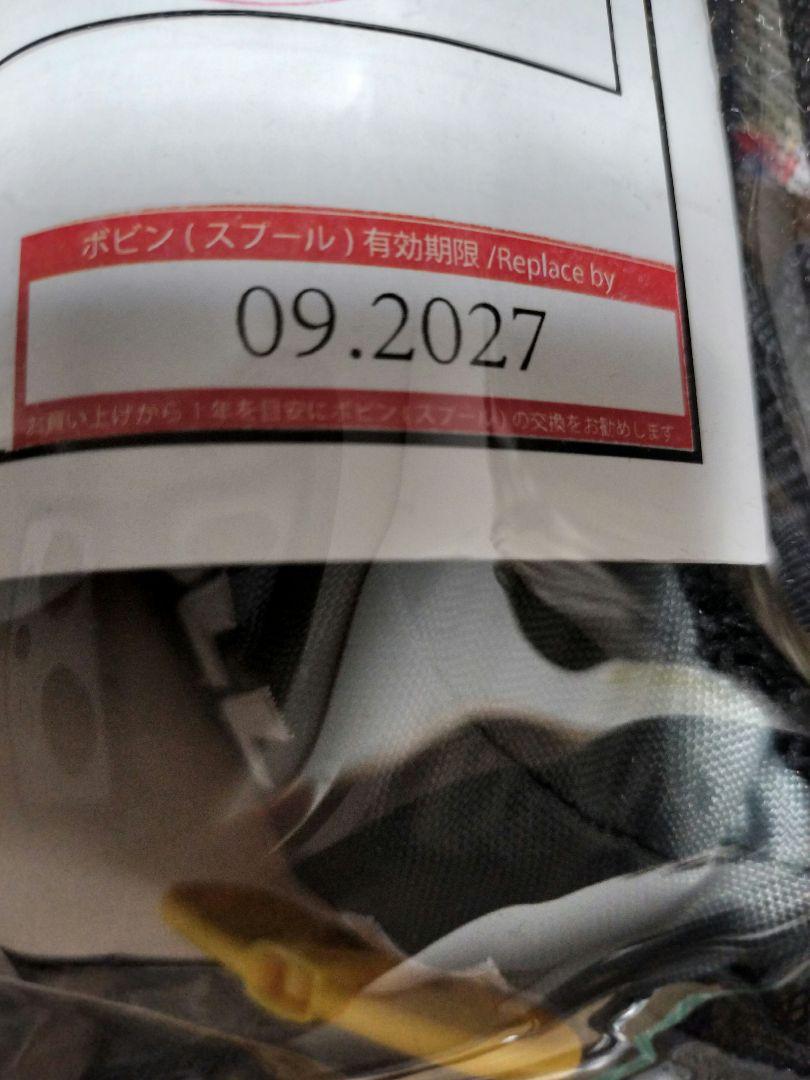 ボビン(スプール)有効期限/Replace by
09.2027
お買い上げから1年を目安にボビン(スプール)の交換をお勧めします